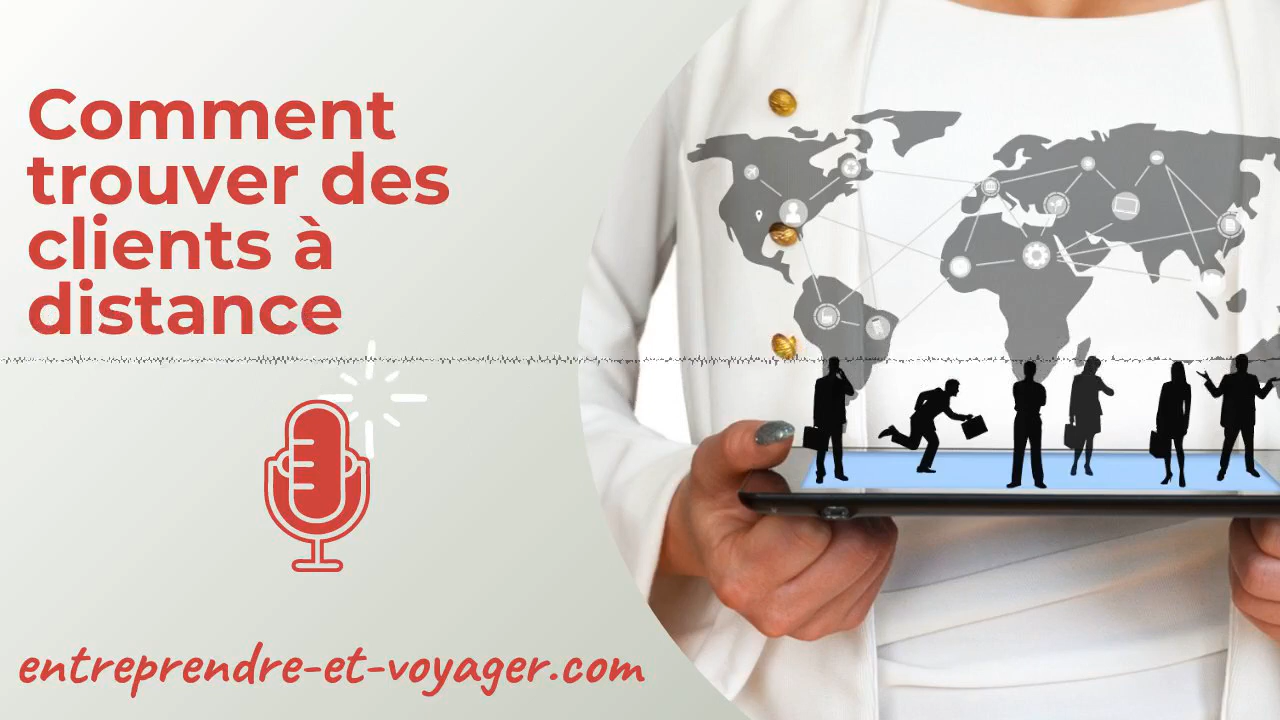 Comment
trouver des
clients à
distance
entreprendre-et-voyager.com